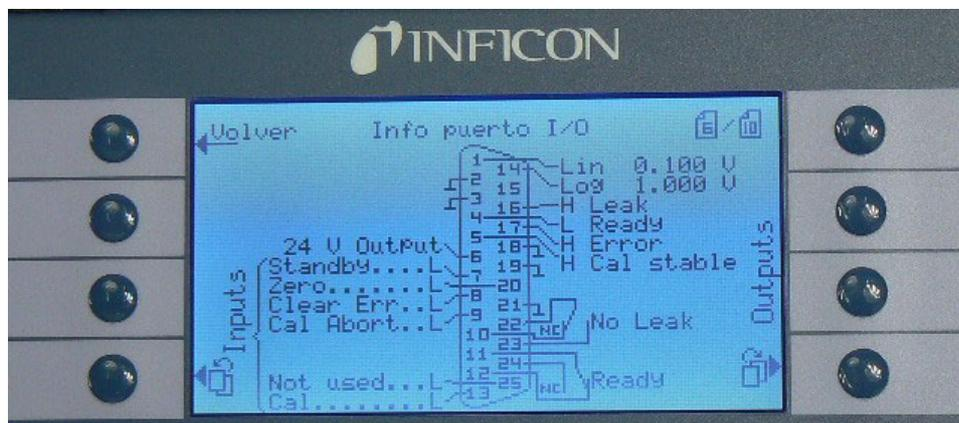 INFICON
Volver Info puerto I/O 6/10
1 14 Lin 0.100 V
2 15 Log 1.000 V
3 16 H Leak
4 17 L Ready
5 18 H Error
24 V Output 6 19 H Cal stable
Standby....L 7 20
Zero.......L 8 21
Clear Err..L 9 22 NC
Cal Abort..L 10 23 No Leak
11 24
Not used...L 12 25 NC Ready
Cal........L 13
Inputs
Outputs